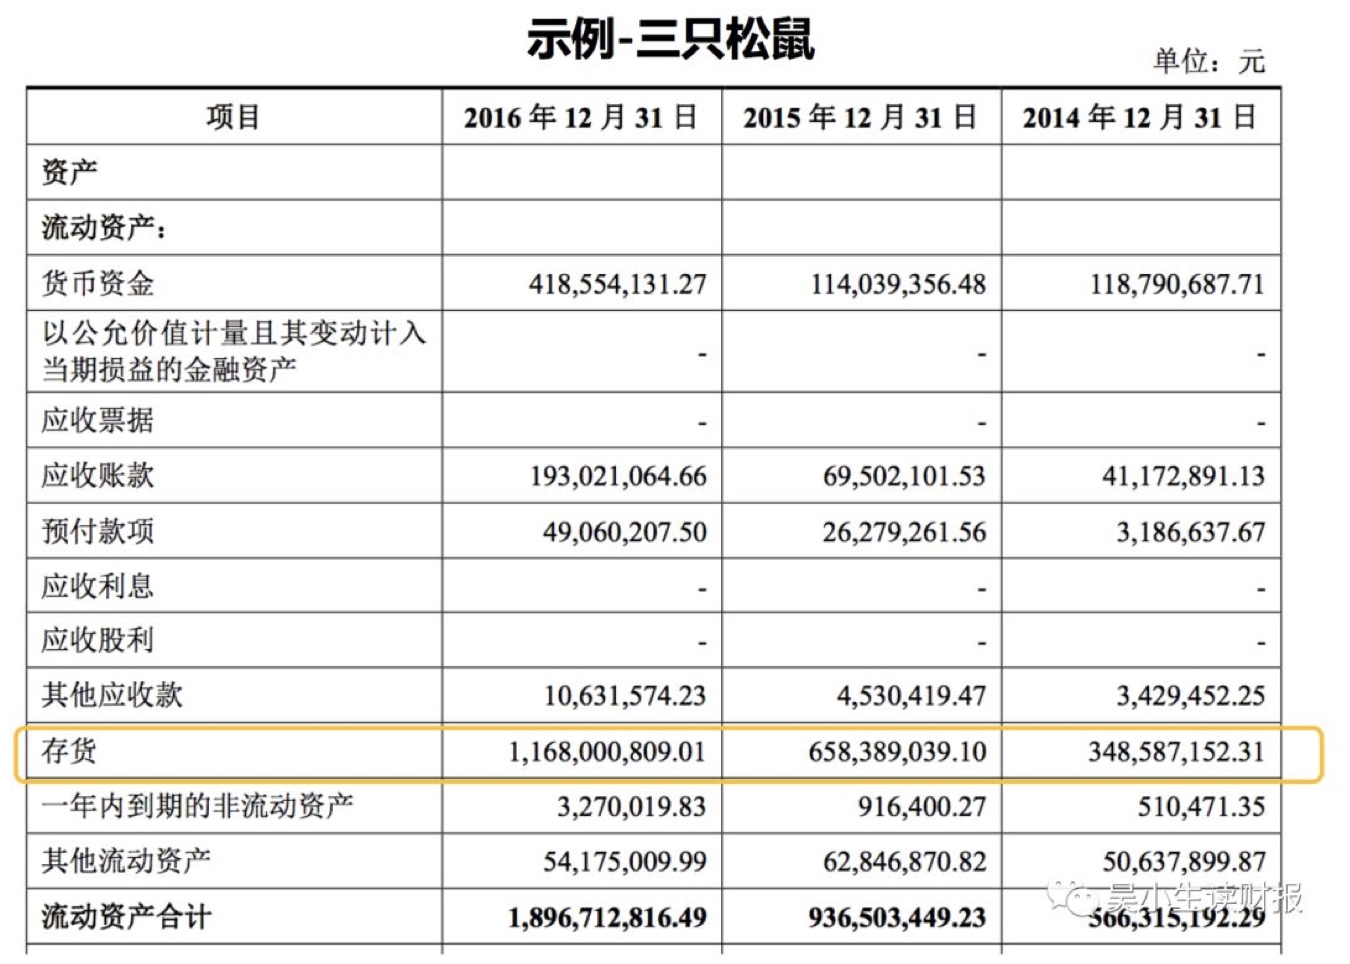 示例-三只松鼠
单位：元
项目 2016 年 12 月 31 日 2015 年 12 月 31 日 2014 年 12 月 31 日
资产
流动资产：
货币资金 418,554,131.27 114,039,356.48 118,790,687.71
以公允价值计量且其变动计入
当期损益的金融资产 - - -
应收票据 - - -
应收账款 193,021,064.66 69,502,101.53 41,172,891.13
预付款项 49,060,207.50 26,279,261.56 3,186,637.67
应收利息 - - -
应收股利 - - -
其他应收款 10,631,574.23 4,530,419.47 3,429,452.25
存货 1,168,000,809.01 658,389,039.10 348,587,152.31
一年内到期的非流动资产 3,270,019.83 916,400.27 510,471.35
其他流动资产 54,175,009.99 62,846,870.82 50,637,899.87
吴小生读财报
流动资产合计 1,896,712,816.49 936,503,449.23 566,315,192.29